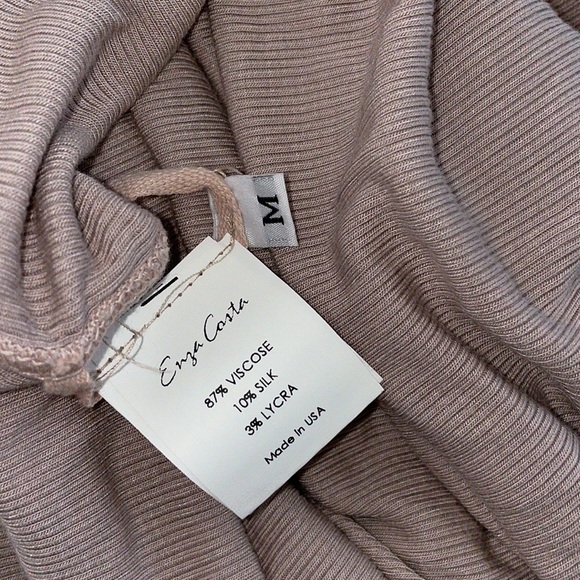 M
Enza Costa
87% VISCOSE
10% SILK
3% LYCRA
Made in USA